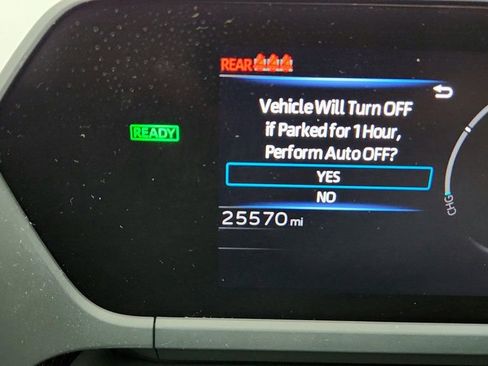 REAR
Vehicle Will Turn OFF
if Parked for 1 Hour,
READY
Perform Auto OFF?
YES
NO
25570 mi
CHG